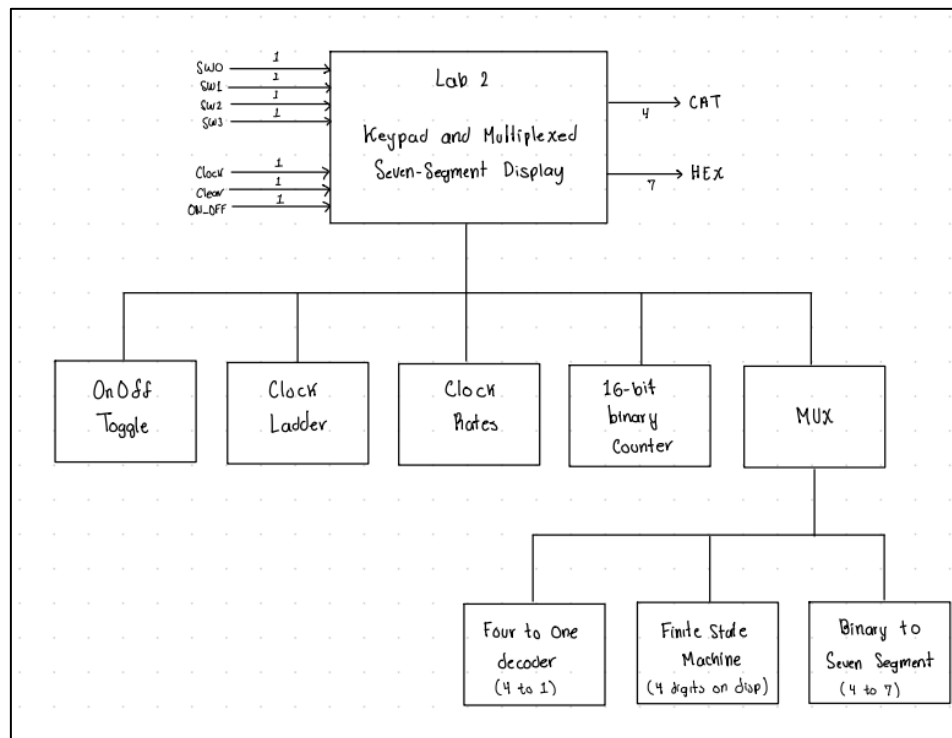 Lab 2
Keypad and Multiplexed
Seven-Segment Display
SW0 1
SW1 1
SW2 1
SW3 1
Clock 1
Clear 1
ON_OFF 1
4 CAT
7 HEX
OnOff
Toggle
Clock
Ladder
Clock
Rates
16-bit
binary
Counter
MUX
Four to One
decoder
(4 to 1)
Finite State
Machine
(4 digits on disp)
Binary to
Seven Segment
(4 to 7)